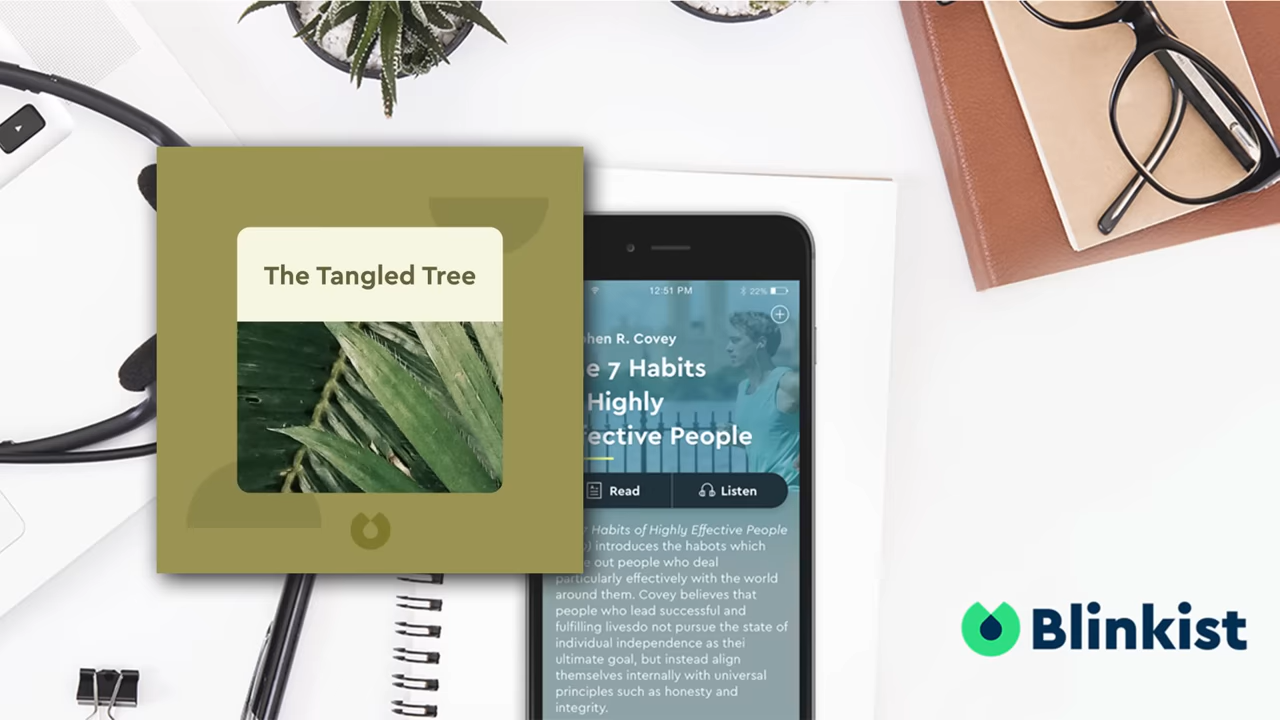 The Tangled Tree
12:51 PM
22%
hen R. Covey
e 7 Habits
Highly
ective People
Read
Listen
Habits of Highly Effective People
introduces the habots which
out people who deal
particularly effectively with the world
around them. Covey believes that
people who lead successful and
fulfilling livesdo not pursue the state of
individual independence as thei
ultimate goal, but instead align
themselves internally with universal
principles such as honesty and
integrity.
Blinkist